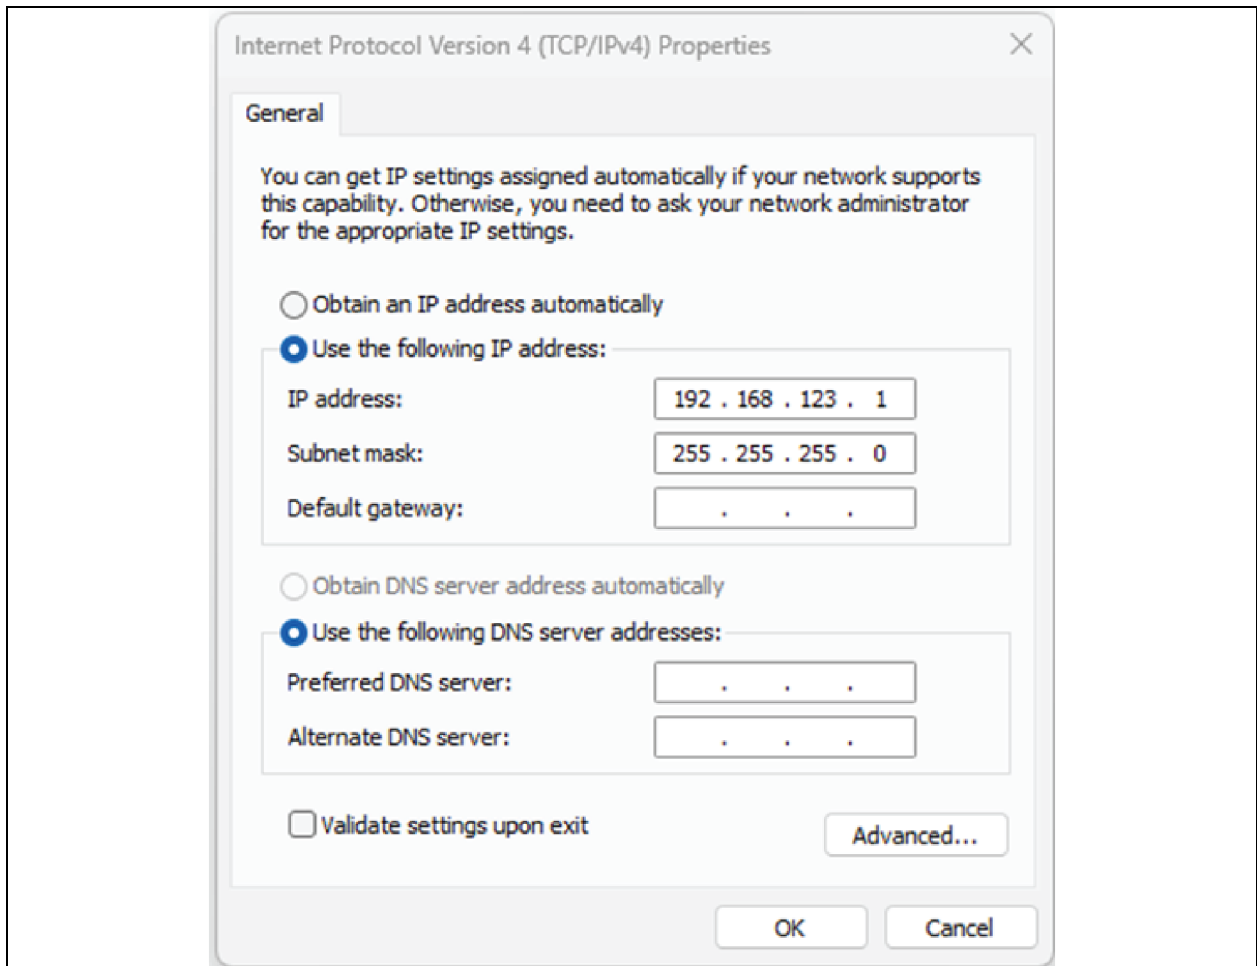 Internet Protocol Version 4 (TCP/IPv4) Properties
General
You can get IP settings assigned automatically if your network supports
this capability. Otherwise, you need to ask your network administrator
for the appropriate IP settings.
Obtain an IP address automatically
Use the following IP address:
IP address: 192 . 168 . 123 . 1
Subnet mask: 255 . 255 . 255 . 0
Default gateway: . . .
Obtain DNS server address automatically
Use the following DNS server addresses:
Preferred DNS server: . . .
Alternate DNS server: . . .
Validate settings upon exit
Advanced...
OK Cancel